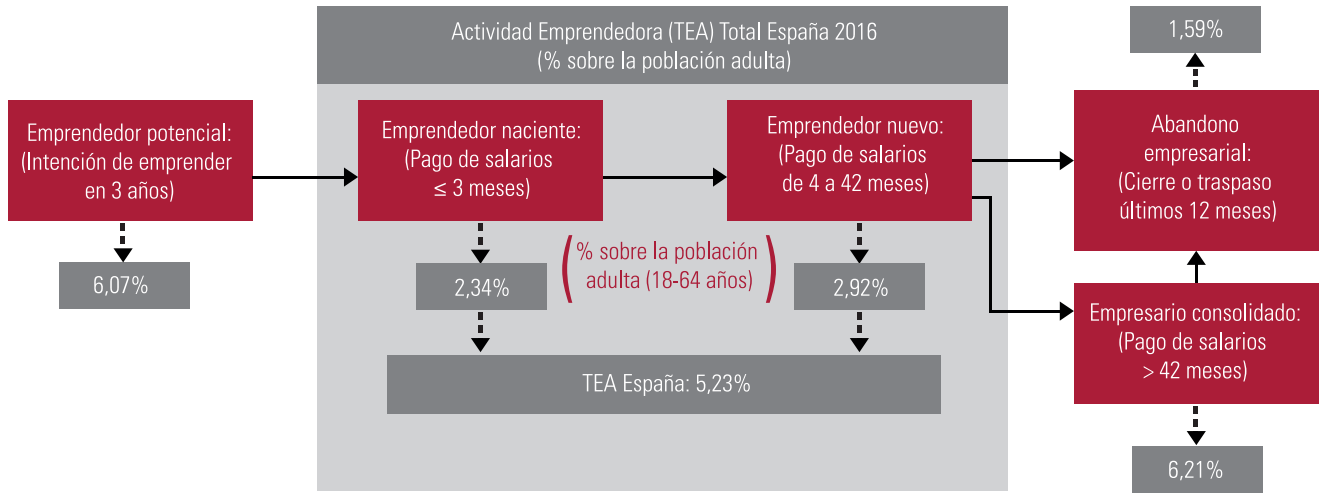 Actividad Emprendedora (TEA) Total España 2016
(% sobre la población adulta)
1,59%
Emprendedor potencial:
(Intención de emprender
en 3 años)
6,07%
Emprendedor naciente:
(Pago de salarios
≤ 3 meses)
2,34%
(% sobre la población
adulta (18-64 años))
Emprendedor nuevo:
(Pago de salarios
de 4 a 42 meses)
2,92%
TEA España: 5,23%
Abandono
empresarial:
(Cierre o traspaso
últimos 12 meses)
Empresario consolidado:
(Pago de salarios
> 42 meses)
6,21%